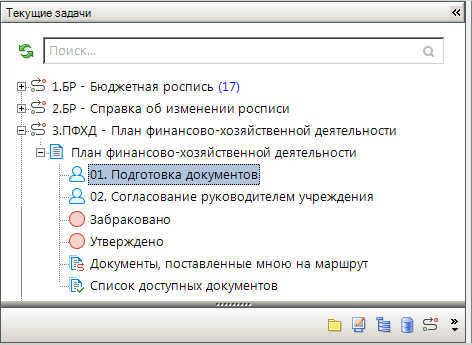 Текущие задачи
Поиск...
1.БР - Бюджетная роспись (17)
2.БР - Справка об изменении росписи
3.ПФХД - План финансово-хозяйственной деятельности
План финансово-хозяйственной деятельности
01. Подготовка документов
02. Согласование руководителем учреждения
Забраковано
Утверждено
Документы, поставленные мною на маршрут
Список доступных документов